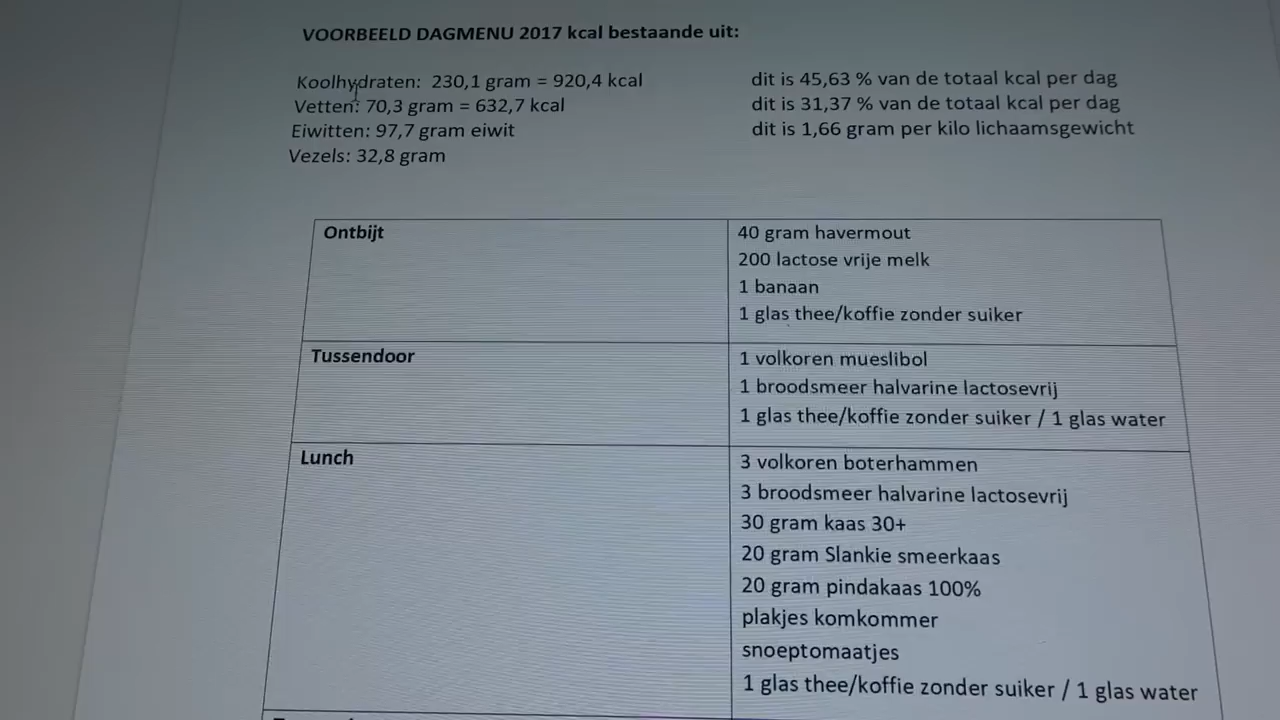 VOORBEELD DAGMENU 2017 kcal bestaande uit:
Koolhydraten: 230,1 gram = 920,4 kcal dit is 45,63 % van de totaal kcal per dag
Vetten: 70,3 gram = 632,7 kcal dit is 31,37 % van de totaal kcal per dag
Eiwitten: 97,7 gram eiwit dit is 1,66 gram per kilo lichaamsgewicht
Vezels: 32,8 gram
Ontbijt
40 gram havermout
200 lactose vrije melk
1 banaan
1 glas thee/koffie zonder suiker
Tussendoor
1 volkoren mueslibol
1 broodsmeer halvarine lactosevrij
1 glas thee/koffie zonder suiker / 1 glas water
Lunch
3 volkoren boterhammen
3 broodsmeer halvarine lactosevrij
30 gram kaas 30+
20 gram Slankie smeerkaas
20 gram pindakaas 100%
plakjes komkommer
snoeptomaatjes
1 glas thee/koffie zonder suiker / 1 glas water